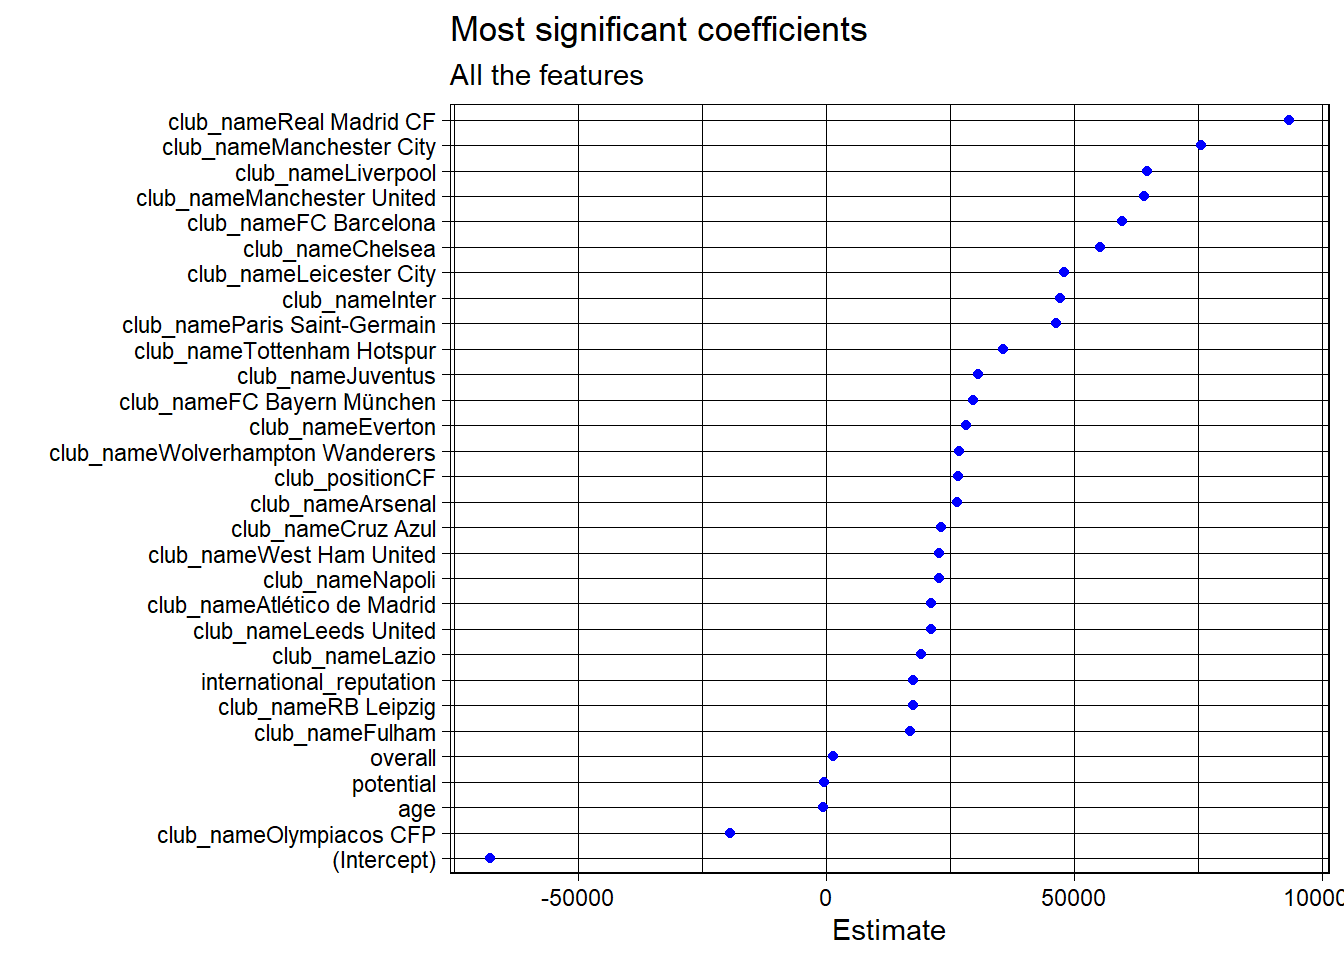 Most significant coefficients
All the features
club_nameReal Madrid CF
club_nameManchester City
club_nameLiverpool
club_nameManchester United
club_nameFC Barcelona
club_nameChelsea
club_nameLeicester City
club_nameInter
club_nameParis Saint-Germain
club_nameTottenham Hotspur
club_nameJuventus
club_nameFC Bayern München
club_nameEverton
club_nameWolverhampton Wanderers
club_positionCF
club_nameArsenal
club_nameCruz Azul
club_nameWest Ham United
club_nameNapoli
club_nameAtlético de Madrid
club_nameLeeds United
club_nameLazio
international_reputation
club_nameRB Leipzig
club_nameFulham
overall
potential
age
club_nameOlympiacos CFP
(Intercept)
-50000 0 50000 10000
Estimate